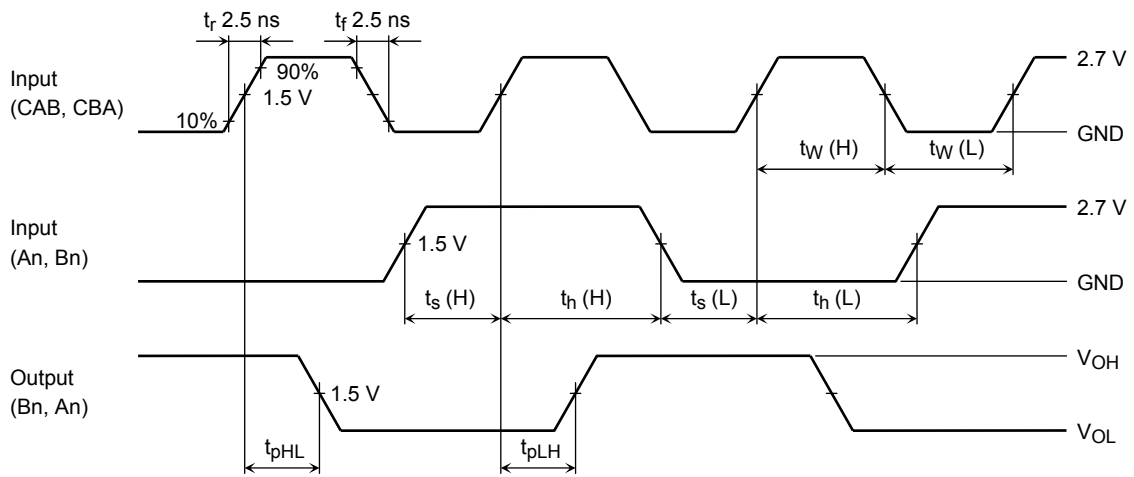 tr 2.5 ns
tf 2.5 ns
Input
(CAB, CBA)
90%
1.5 V
10%
2.7 V
GND
tW (H)
tW (L)
Input
(An, Bn)
1.5 V
2.7 V
GND
ts (H)
th (H)
ts (L)
th (L)
Output
(Bn, An)
1.5 V
VOH
VOL
tpHL
tpLH